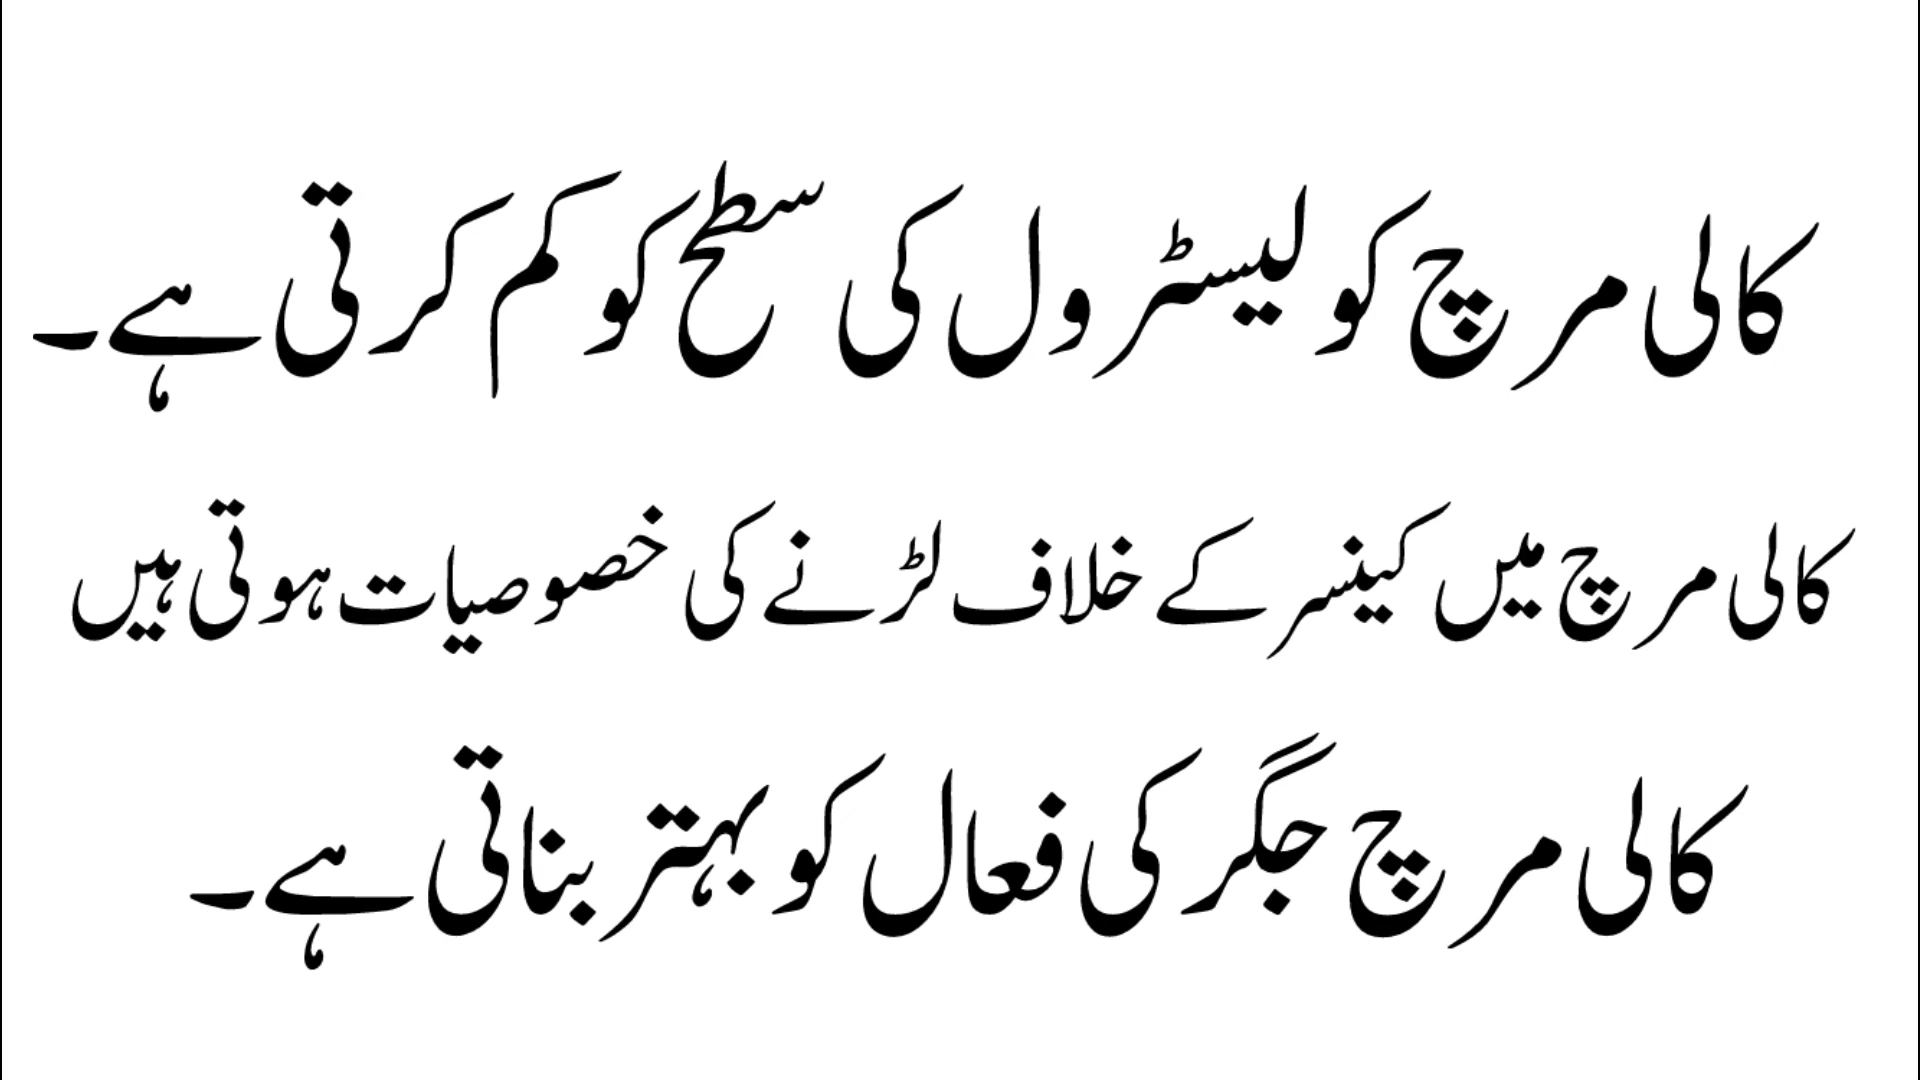 کالی مرچ کولیسٹرول کی سطح کو کم کرتی ہے۔
کالی مرچ میں کینسر کے خلاف لڑنے کی خصوصیات ہوتی ہیں
کالی مرچ جگر کی فعال کو بہتر بناتی ہے۔